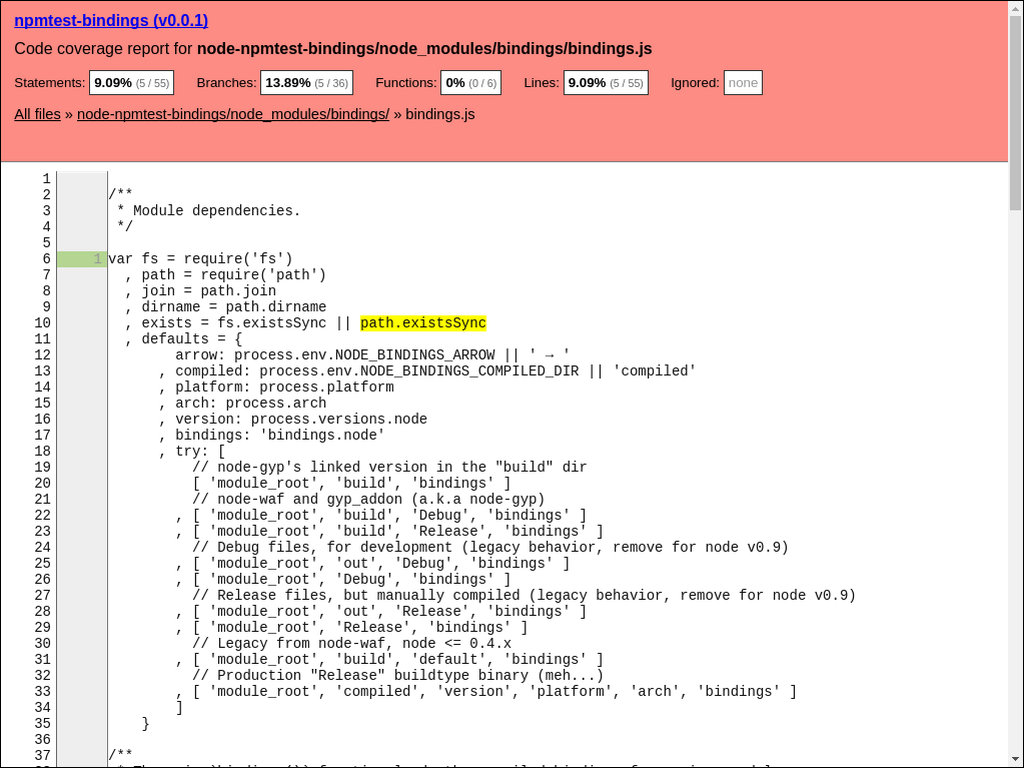 npmtest-bindings (v0.0.1)
Code coverage report for node-npmtest-bindings/node_modules/bindings/bindings.js
Statements: 9.09% (5 / 55) Branches: 13.89% (5 / 36) Functions: 0% (0 / 6) Lines: 9.09% (5 / 55) Ignored: none
All files » node-npmtest-bindings/node_modules/bindings/ » bindings.js
1
2 /**
3  * Module dependencies.
4  */
5
6 1 var fs = require('fs')
7   , path = require('path')
8   , join = path.join
9   , dirname = path.dirname
10   , exists = fs.existsSync || path.existsSync
11   , defaults = {
12         arrow: process.env.NODE_BINDINGS_ARROW || ' → '
13       , compiled: process.env.NODE_BINDINGS_COMPILED_DIR || 'compiled'
14       , platform: process.platform
15       , arch: process.arch
16       , version: process.versions.node
17       , bindings: 'bindings.node'
18       , try: [
19           // node-gyp's linked version in the "build" dir
20           [ 'module_root', 'build', 'bindings' ]
21           // node-waf and gyp_addon (a.k.a node-gyp)
22         , [ 'module_root', 'build', 'Debug', 'bindings' ]
23         , [ 'module_root', 'build', 'Release', 'bindings' ]
24           // Debug files, for development (legacy behavior, remove for node v0.9)
25         , [ 'module_root', 'out', 'Debug', 'bindings' ]
26         , [ 'module_root', 'Debug', 'bindings' ]
27           // Release files, but manually compiled (legacy behavior, remove for node v0.9)
28         , [ 'module_root', 'out', 'Release', 'bindings' ]
29         , [ 'module_root', 'Release', 'bindings' ]
30           // Legacy from node-waf, node <= 0.4.x
31         , [ 'module_root', 'build', 'default', 'bindings' ]
32           // Production "Release" buildtype binary (meh...)
33         , [ 'module_root', 'compiled', 'version', 'platform', 'arch', 'bindings' ]
34         ]
35     }
36
37 /**